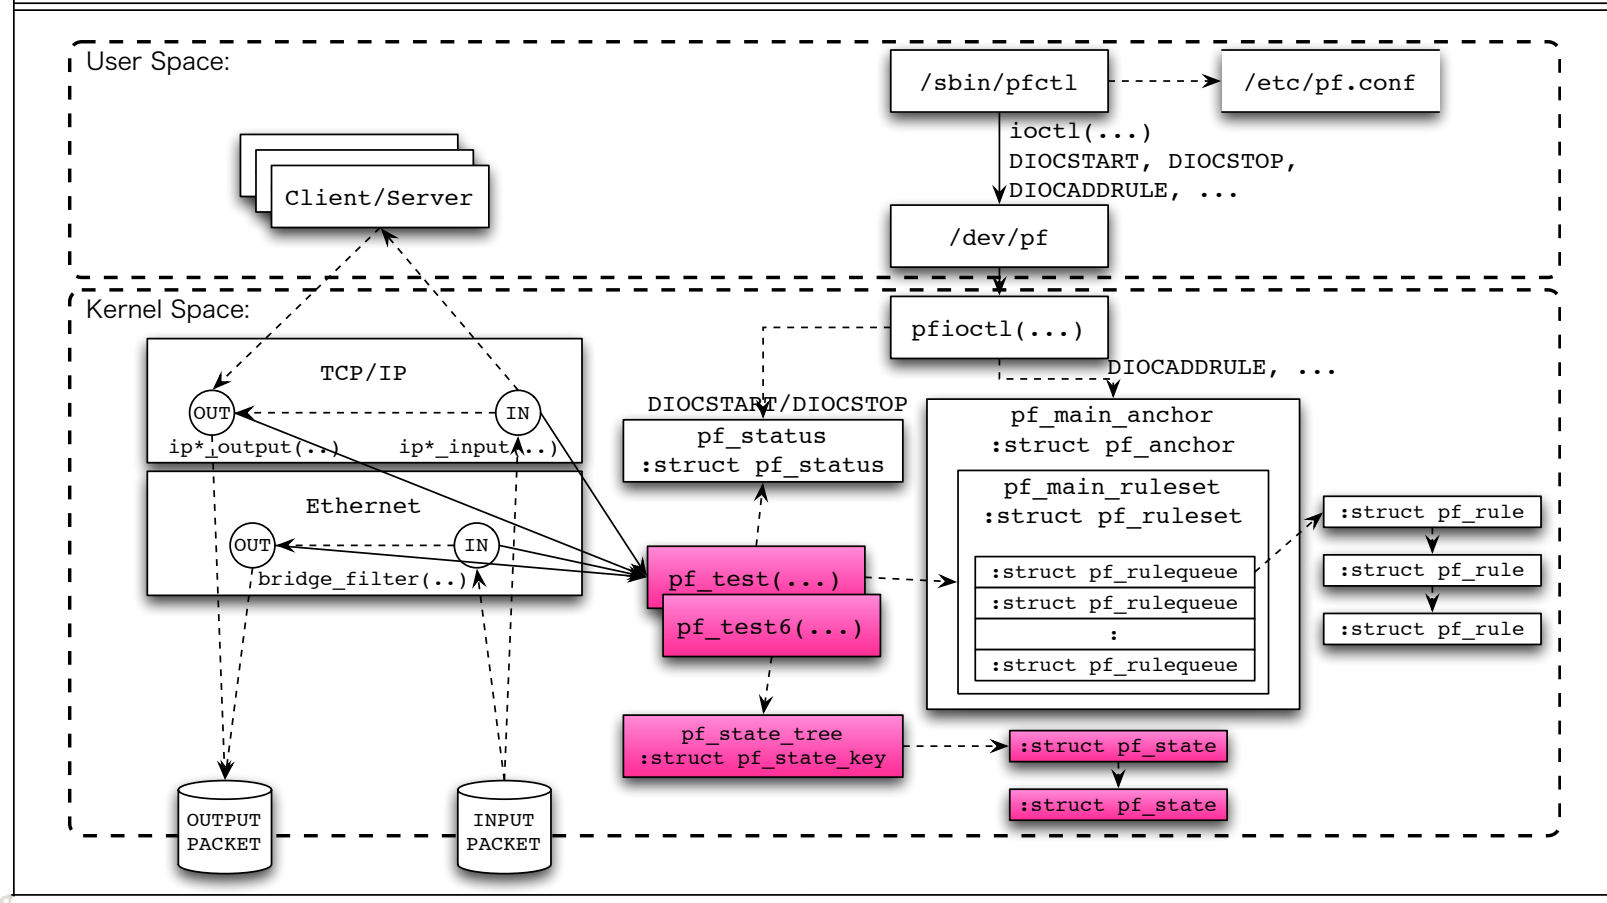 User Space:
/sbin/pfctl
/etc/pf.conf
ioctl(...)
DIOCSTART, DIOCSTOP,
DIOCADDRULE, ...
Client/Server
/dev/pf
Kernel Space:
pfioctl(...)
DIOCADDRULE, ...
TCP/IP
OUT
IN
ip*_output(..)
ip*_input(..)
DIOCSTART/DIOCSTOP
pf_status
:struct pf_status
pf_main_anchor
:struct pf_anchor
pf_main_ruleset
:struct pf_ruleset
Ethernet
OUT
IN
bridge_filter(..)
pf_test(...)
pf_test6(...)
:struct pf_rulequeue
:struct pf_rulequeue
:
:struct pf_rulequeue
:struct pf_rule
:struct pf_rule
:struct pf_rule
pf_state_tree
:struct pf_state_key
:struct pf_state
:struct pf_state
OUTPUT
PACKET
INPUT
PACKET